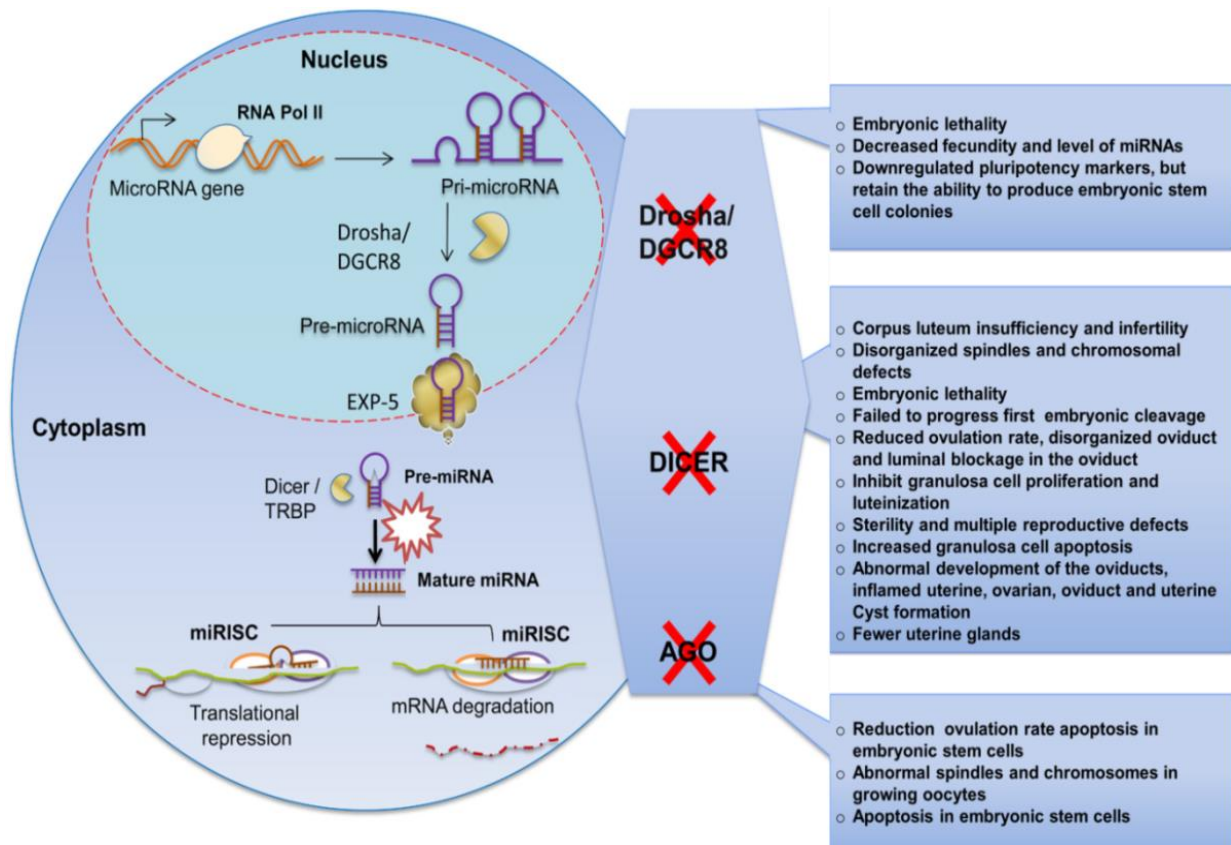 Nucleus
RNA Pol II
MicroRNA gene
Pri-microRNA
Drosha/
DGCR8
Pre-microRNA
EXP-5
Cytoplasm
Dicer /
TRBP
Pre-miRNA
Mature miRNA
miRISC
miRISC
Translational
repression
mRNA degradation
Drosha/
DGCR8
DICER
AGO
o Embryonic lethality
o Decreased fecundity and level of miRNAs
o Downregulated pluripotency markers, but
retain the ability to produce embryonic stem
cell colonies
o Corpus luteum insufficiency and infertility
o Disorganized spindles and chromosomal
defects
o Embryonic lethality
o Failed to progress first embryonic cleavage
o Reduced ovulation rate, disorganized oviduct
and luminal blockage in the oviduct
o Inhibit granulosa cell proliferation and
luteinization
o Sterility and multiple reproductive defects
o Increased granulosa cell apoptosis
o Abnormal development of the oviducts,
inflamed uterine, ovarian, oviduct and uterine
Cyst formation
o Fewer uterine glands
o Reduction ovulation rate apoptosis in
embryonic stem cells
o Abnormal spindles and chromosomes in
growing oocytes
o Apoptosis in embryonic stem cells